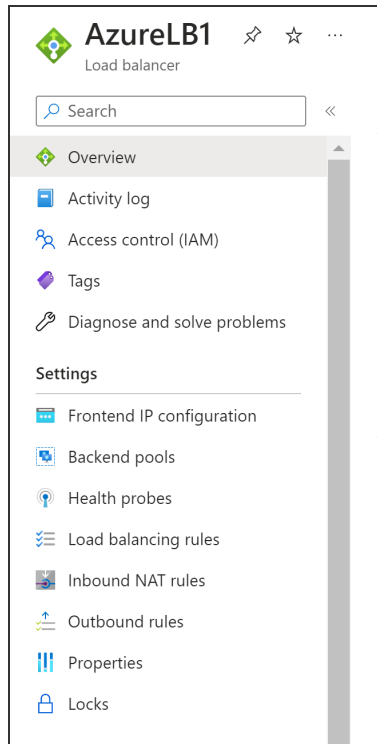 AzureLB1
Load balancer
Search
Overview
Activity log
Access control (IAM)
Tags
Diagnose and solve problems
Settings
Frontend IP configuration
Backend pools
Health probes
Load balancing rules
Inbound NAT rules
Outbound rules
Properties
Locks